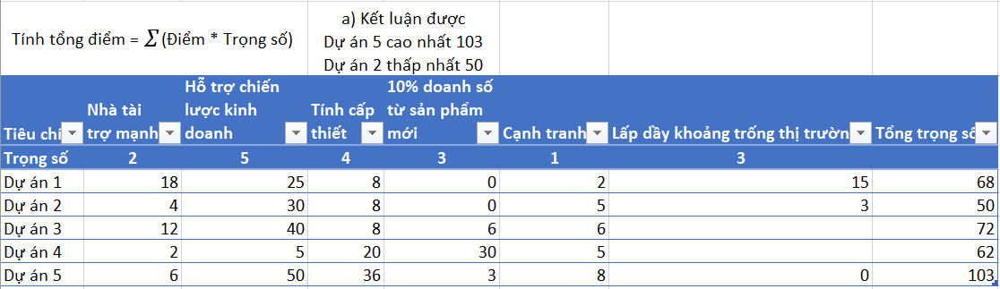 Tính tổng điểm = ∑(Điểm * Trọng số)
a) Kết luận được
Dự án 5 cao nhất 103
Dự án 2 thấp nhất 50
Tiêu chí
Nhà tài
trợ mạnh
Hỗ trợ chiến
lược kinh
doanh
Tính cấp
thiết
10% doanh số
từ sản phẩm
mới
Cạnh tranh
Lấp dầy khoảng trống thị trườn
Tổng trọng số
Trọng số 2 5 4 3 1 3
Dự án 1 18 25 8 0 2 15 68
Dự án 2 4 30 8 0 5 3 50
Dự án 3 12 40 8 6 6 72
Dự án 4 2 5 20 30 5 62
Dự án 5 6 50 36 3 8 0 103